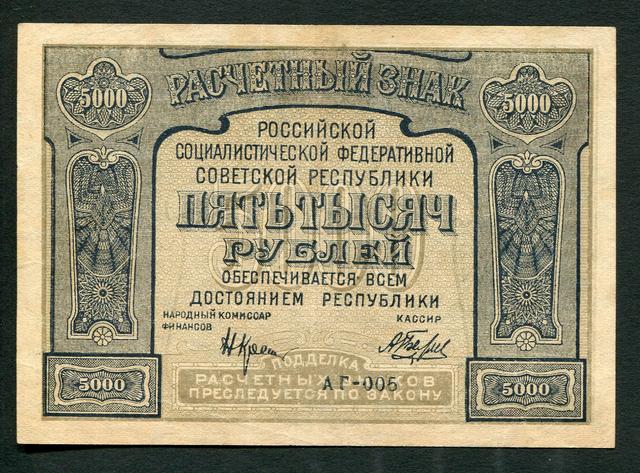 РАСЧЕТНЫЙ ЗНАК
5000 5000
РОССИЙСКОЙ
СОЦИАЛИСТИЧЕСКОЙ ФЕДЕРАТИВНОЙ
СОВЕТСКОЙ РЕСПУБЛИКИ
ПЯТЬ ТЫСЯЧ
РУБЛЕЙ
ОБЕСПЕЧИВАЕТСЯ ВСЕМ
ДОСТОЯНИЕМ РЕСПУБЛИКИ
НАРОДНЫЙ КОМИССАР
ФИНАНСОВ
КАССИР
ПОДДЕЛКА
АГ-005
ПРЕСЛЕДУЕТСЯ ПО ЗАКОНУ
5000 5000